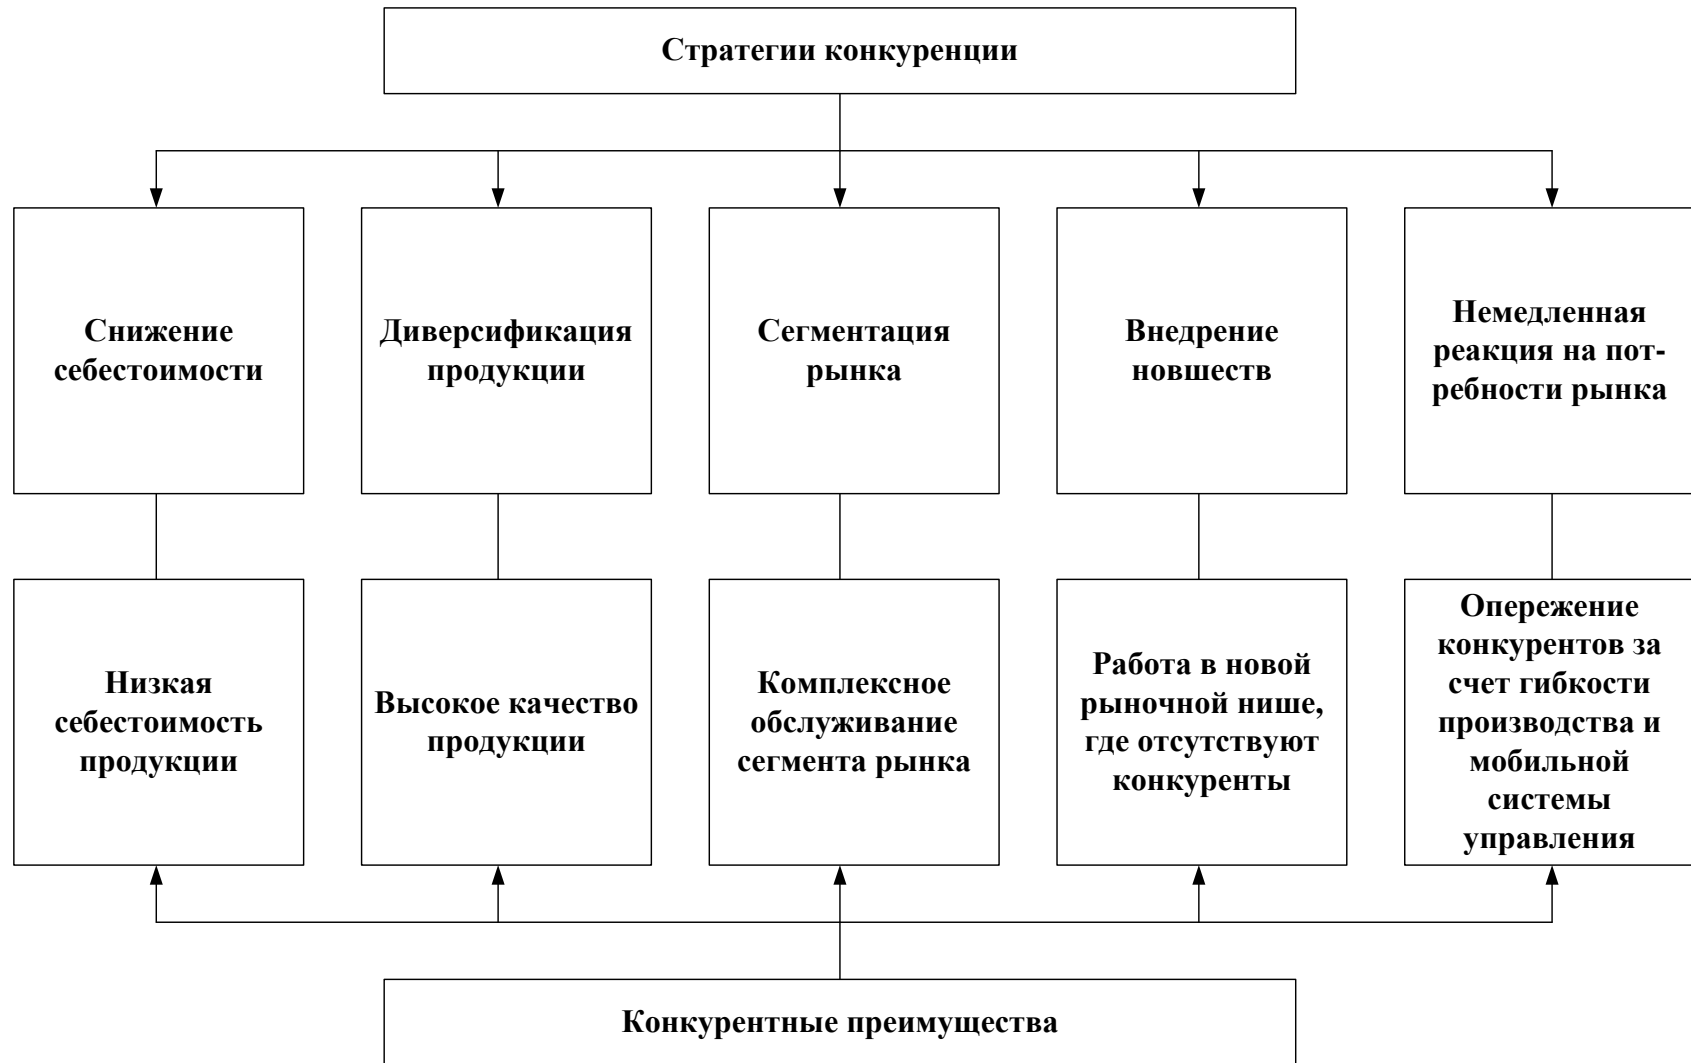 Стратегии конкуренции
Снижение
себестоимости
Диверсификация
продукции
Сегментация
рынка
Внедрение
новшеств
Немедленная
реакция на пот-
ребности рынка
Низкая
себестоимость
продукции
Высокое качество
продукции
Комплексное
обслуживание
сегмента рынка
Работа в новой
рыночной нише,
где отсутствуют
конкуренты
Опережение
конкурентов за
счет гибкости
производства и
мобильной
системы
управления
Конкурентные преимущества